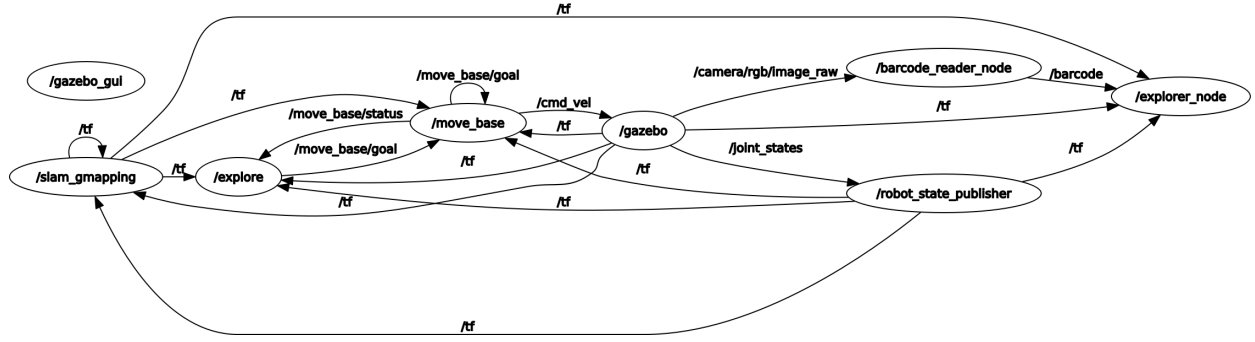 /tf
/gazebo_gui
/camera/rgb/image_raw
/barcode_reader_node
/barcode
/explorer_node
/move_base/goal
/tf
/cmd_vel
/tf
/move_base/status
/move_base
/tf
/gazebo
/tf
/move_base/goal
/joint_states
/tf
/slam_gmapping
/tf
/explore
/tf
/tf
/robot_state_publisher
/tf
/tf
/tf